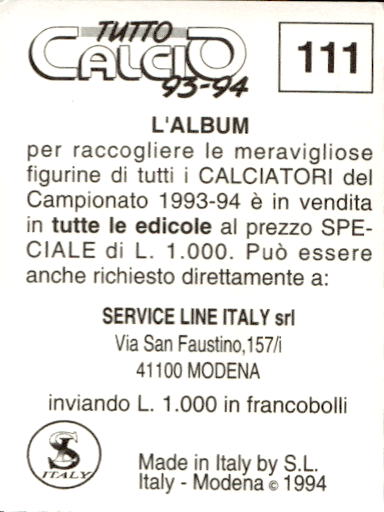 TUTTO
CALCIO
93-94
111
L'ALBUM
per raccogliere le meravigliose
figurine di tutti i CALCIATORI del
Campionato 1993-94 è in vendita
in tutte le edicole al prezzo SPE-
CIALE di L. 1.000. Può essere
anche richiesto direttamente a:
SERVICE LINE ITALY srl
Via San Faustino,157/i
41100 MODENA
inviando L. 1.000 in francobolli
SL
ITALY
Made in Italy by S.L.
Italy - Modena © 1994